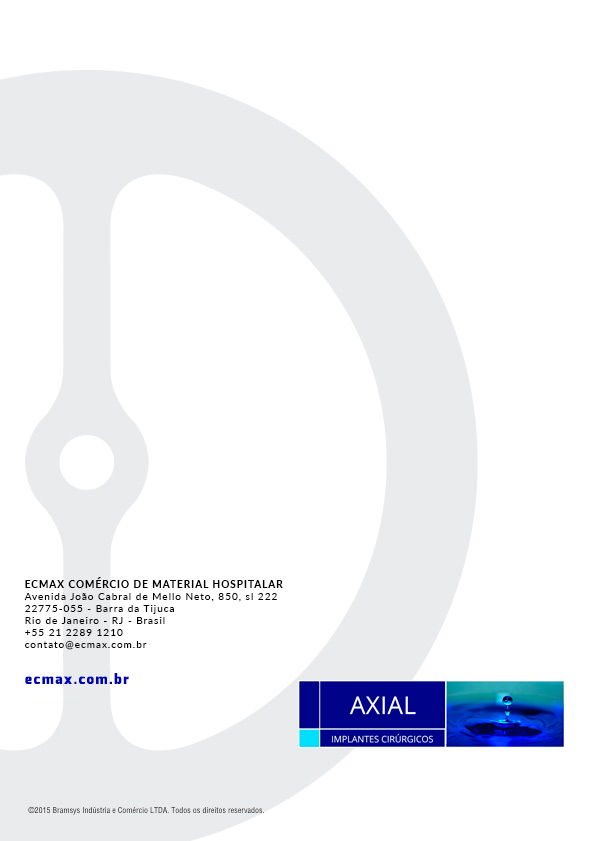 ECMAX COMÉRCIO DE MATERIAL HOSPITALAR
Avenida João Cabral de Mello Neto, 850, sl 222
22775-055 - Barra da Tijuca
Rio de Janeiro - RJ - Brasil
+55 21 2289 1210
contato@ecmax.com.br
ecmax.com.br
AXIAL
IMPLANTES CIRÚRGICOS
©2015 Bramsys Indústria e Comércio LTDA. Todos os direitos reservados.